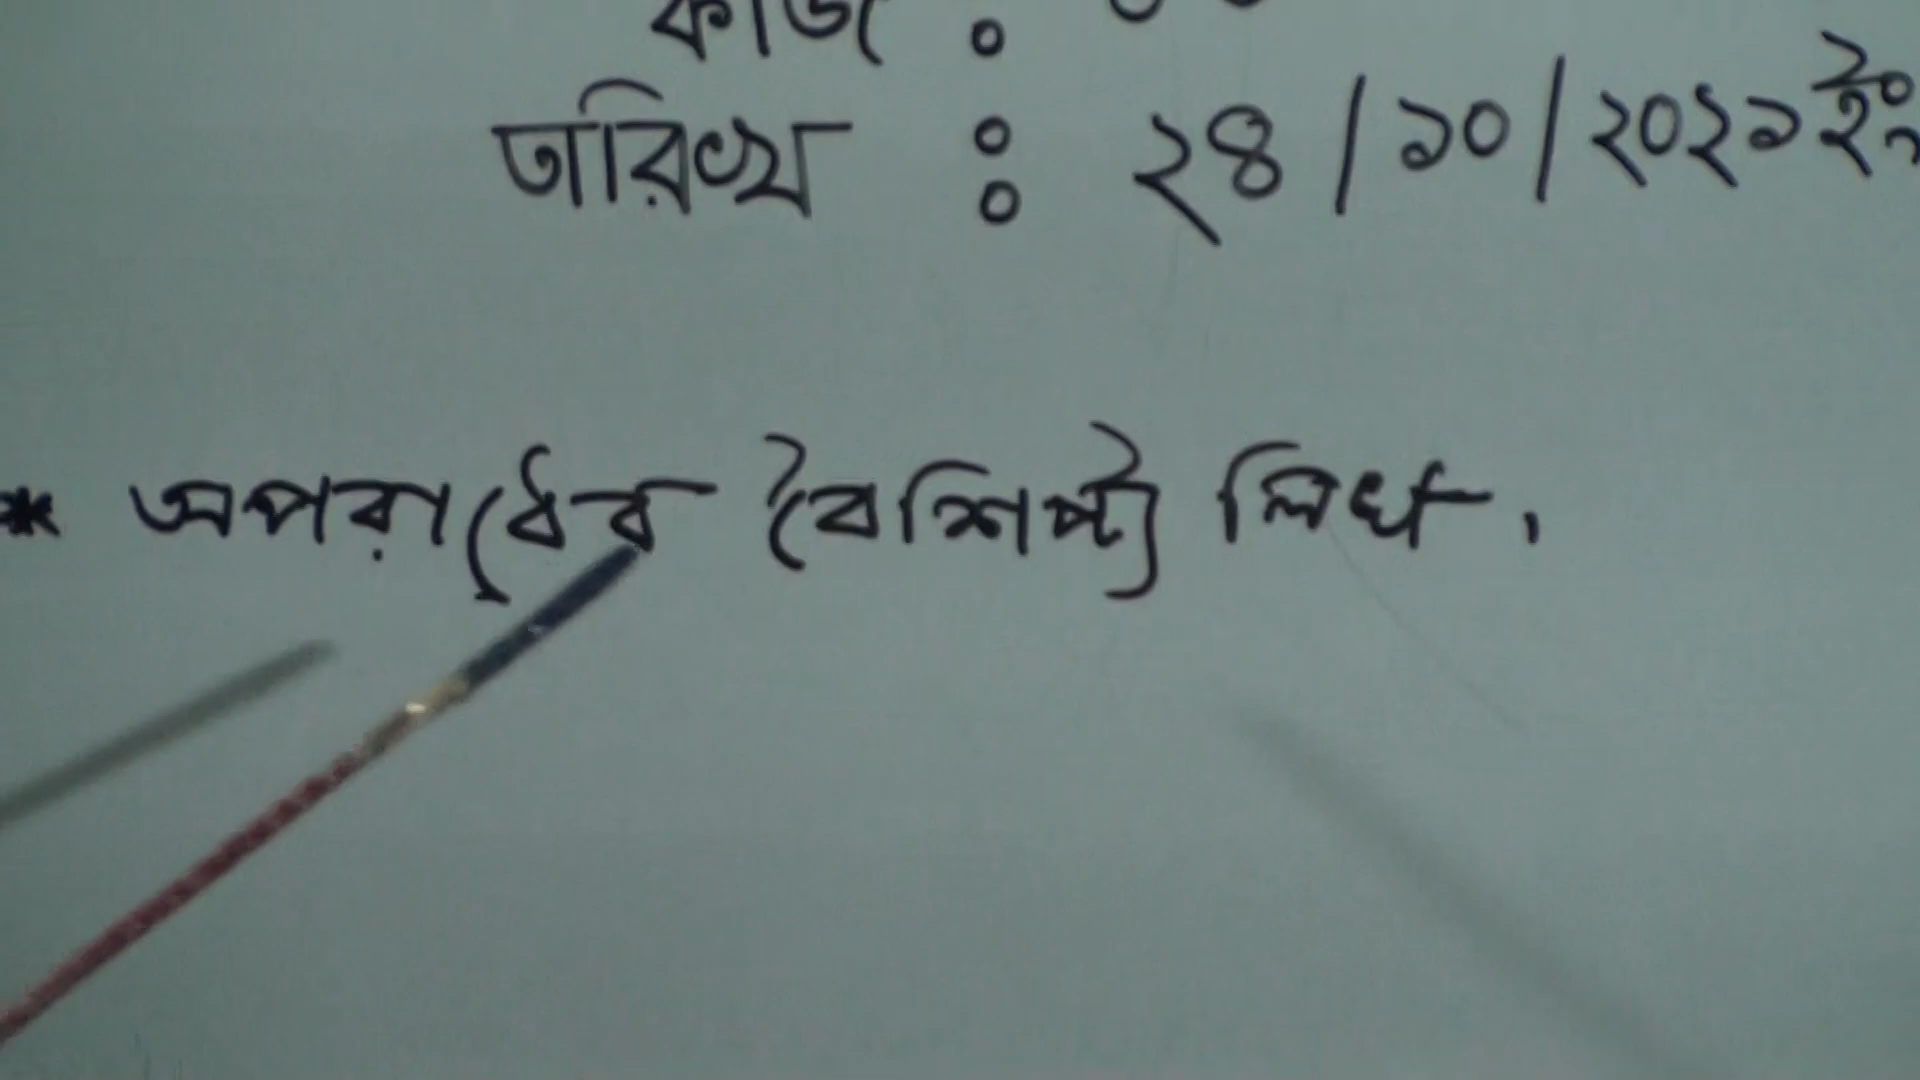 কাজ :
তারিখ : ২৪/১০/২০২১ইং
* অপরাধের বৈশিষ্ট্য লিখ .